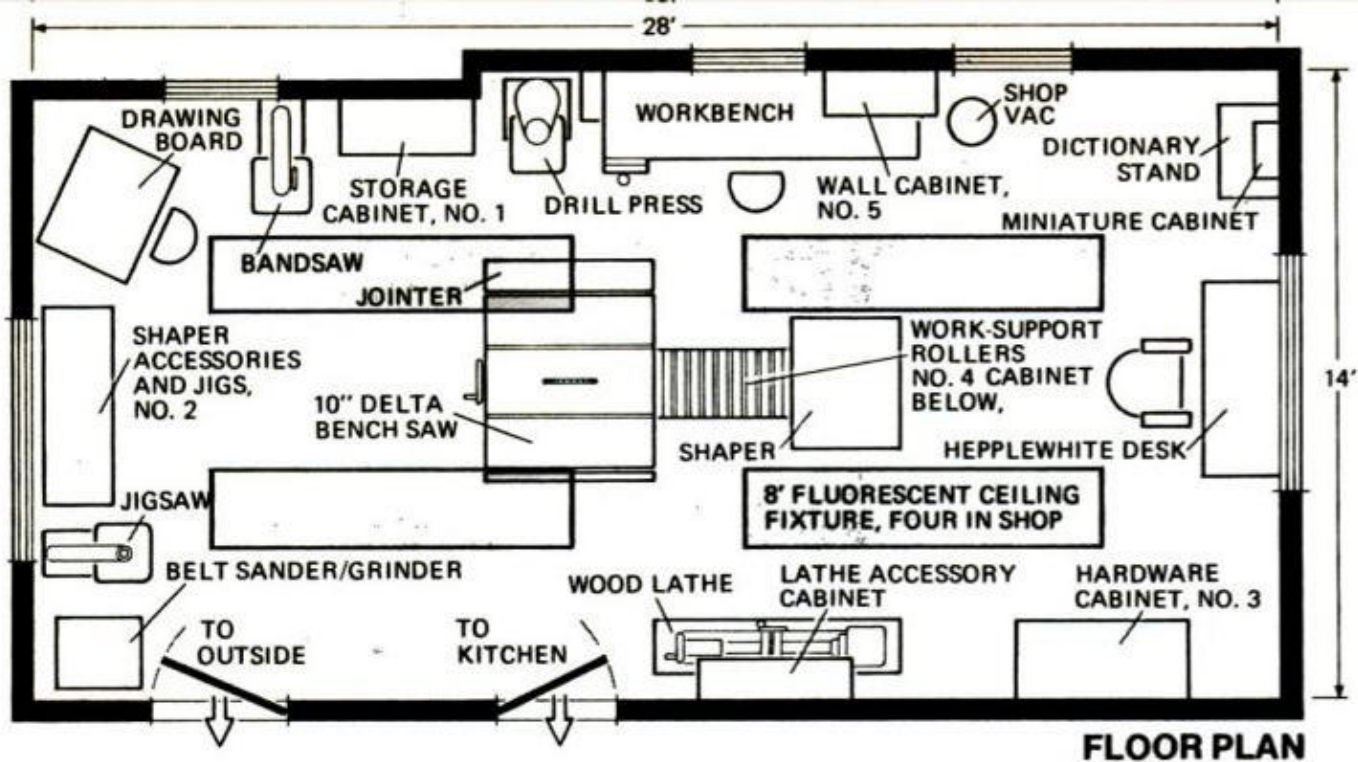 28'
DRAWING
BOARD
STORAGE
CABINET, NO. 1
DRILL PRESS
WORKBENCH
WALL CABINET,
NO. 5
SHOP
VAC
DICTIONARY
STAND
MINIATURE CABINET
BANDSAW
JOINTER
SHAPER
ACCESSORIES
AND JIGS,
NO. 2
10" DELTA
BENCH SAW
WORK-SUPPORT
ROLLERS
NO. 4 CABINET
BELOW,
14'
SHAPER
HEPPLEWHITE DESK
JIGSAW
8' FLUORESCENT CEILING
FIXTURE, FOUR IN SHOP
BELT SANDER/GRINDER
WOOD LATHE
LATHE ACCESSORY
CABINET
HARDWARE
CABINET, NO. 3
TO
OUTSIDE
TO
KITCHEN
FLOOR PLAN